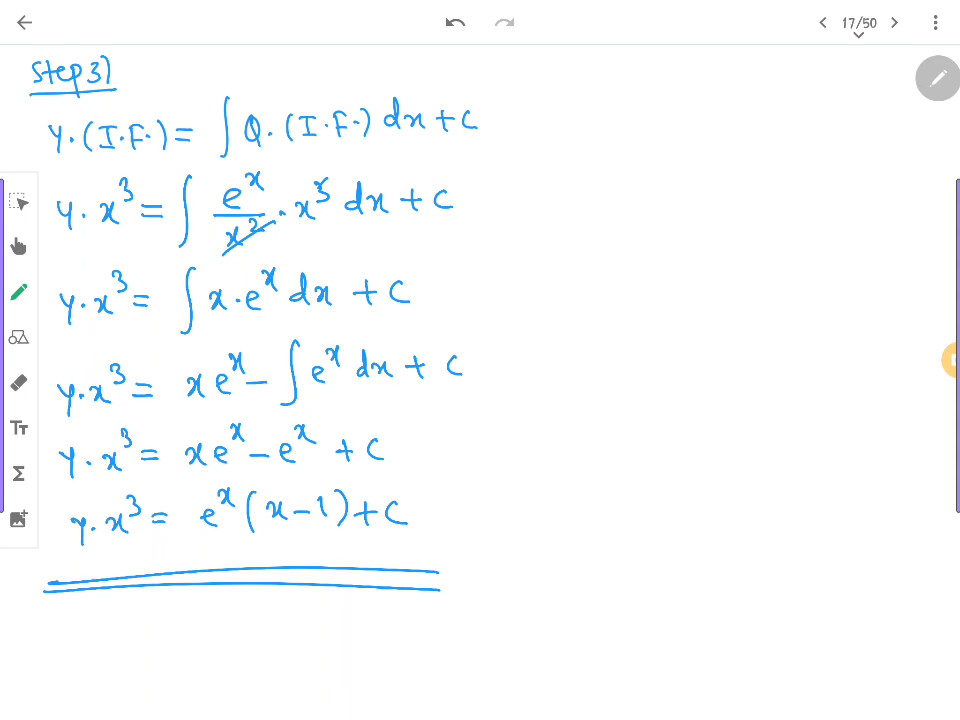 17/50
Step 3)
y.(I.F.) = ∫ Q.(I.F.) dx + c
y.x³ = ∫ eˣ/x² . x³ dx + c
y.x³ = ∫ x.eˣ dx + c
y.x³ = xeˣ - ∫ eˣ dx + c
y.x³ = xeˣ - eˣ + c
y.x³ = eˣ(x-1) + c
Tт
Σ